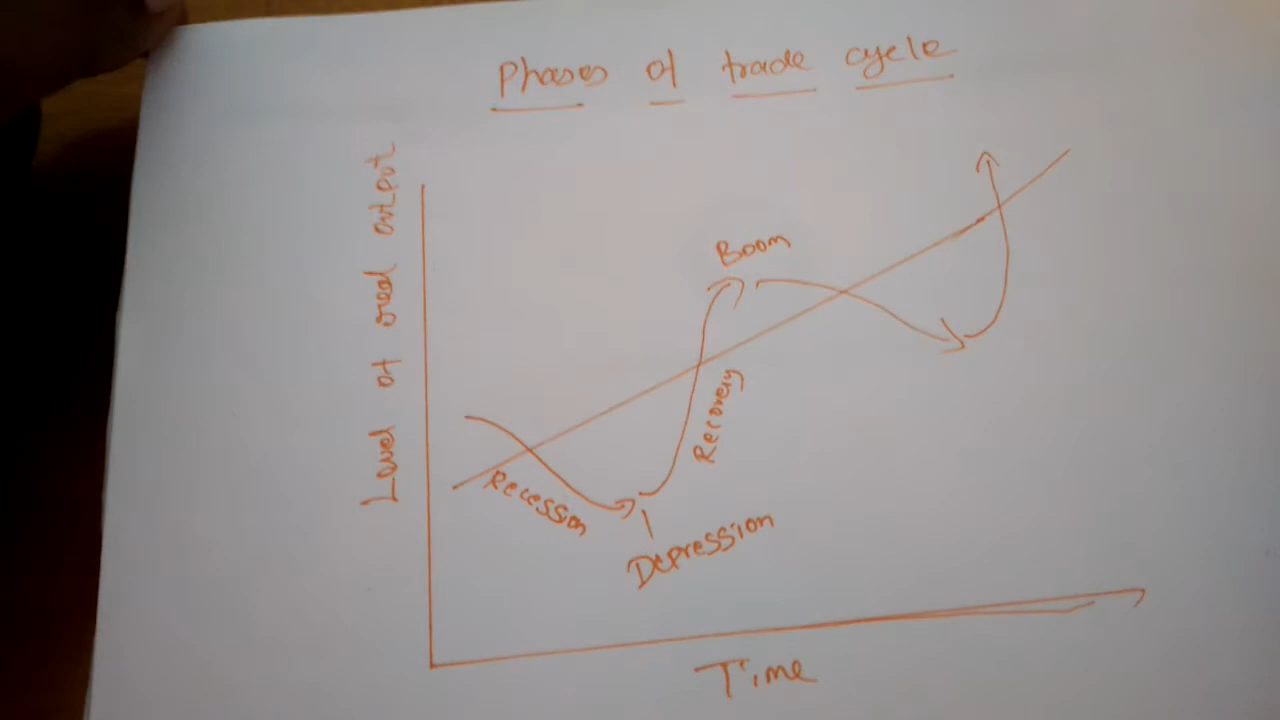 Phases of trade cycle
Level of real output
Boom
Recovery
Recession
Depression
Time